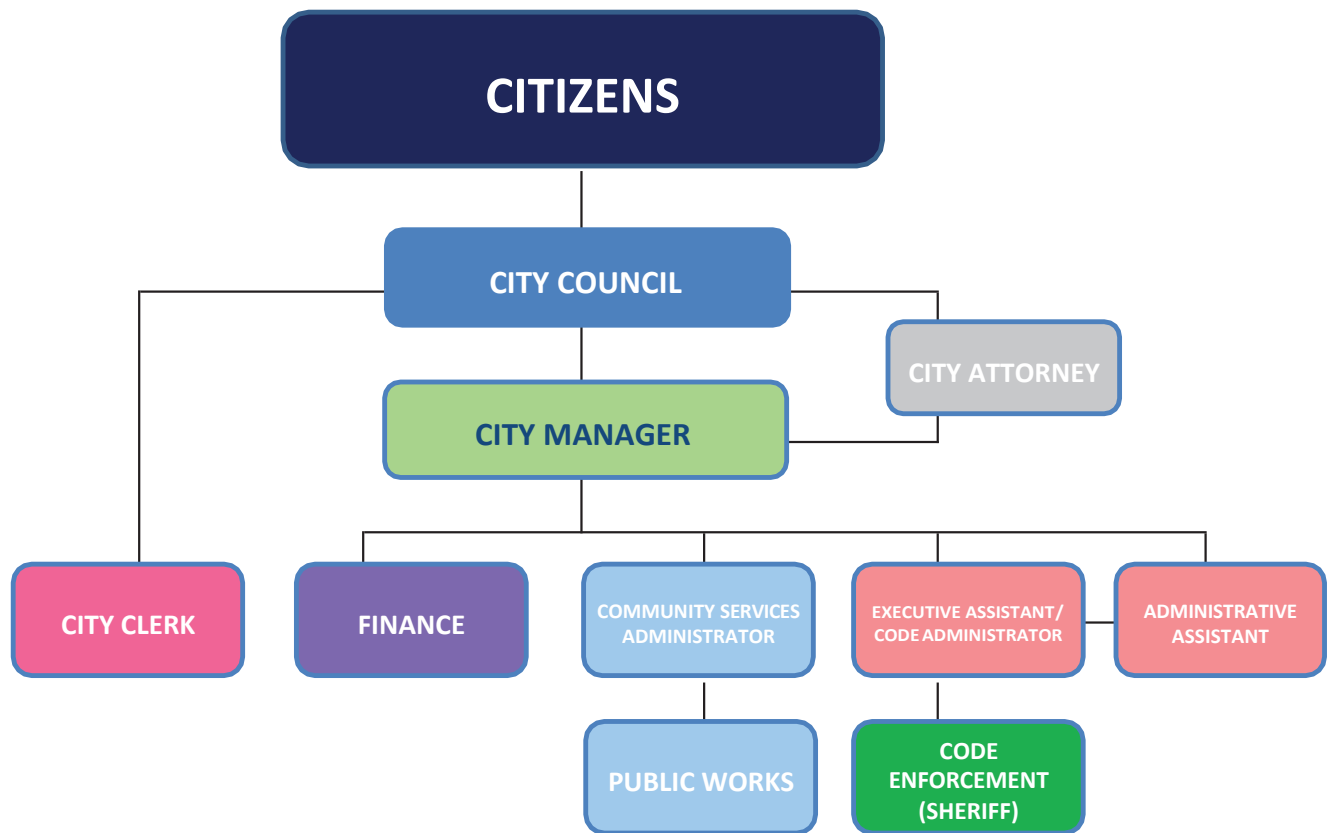 CITIZENS
CITY COUNCIL
CITY ATTORNEY
CITY MANAGER
CITY CLERK
FINANCE
COMMUNITY SERVICES
ADMINISTRATOR
EXECUTIVE ASSISTANT/
CODE ADMINISTRATOR
ADMINISTRATIVE
ASSISTANT
PUBLIC WORKS
CODE
ENFORCEMENT
(SHERIFF)